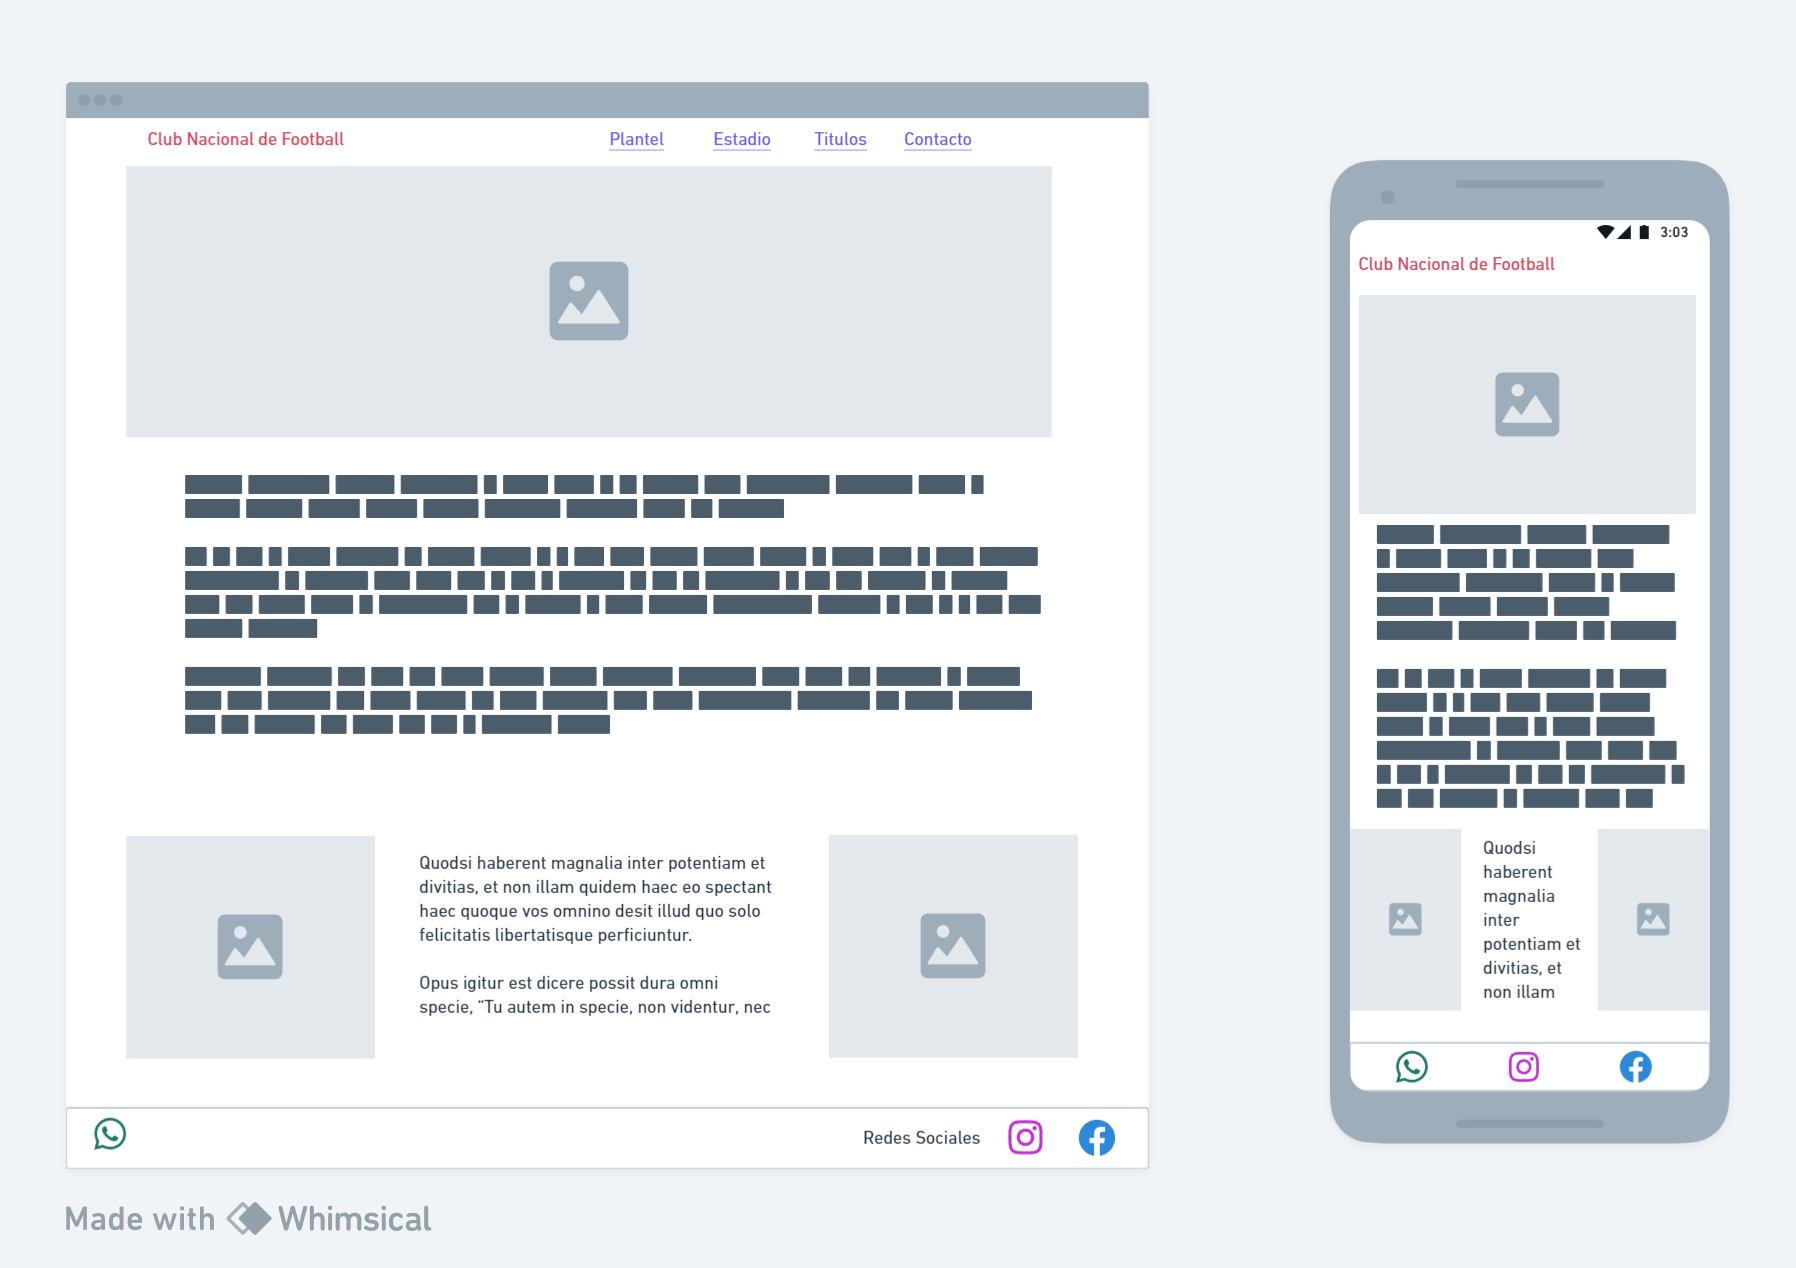 Club Nacional de Football
Plantel
Estadio
Titulos
Contacto
Quodsi haberent magnalia inter potentiam et
divitias, et non illam quidem haec eo spectant
haec quoque vos omnino desit illud quo solo
felicitatis libertatisque perficiuntur.
Opus igitur est dicere possit dura omni
specie, “Tu autem in specie, non videntur, nec
Redes Sociales
3:03
Club Nacional de Football
Quodsi
haberent
magnalia
inter
potentiam et
divitias, et
non illam
Made with Whimsical